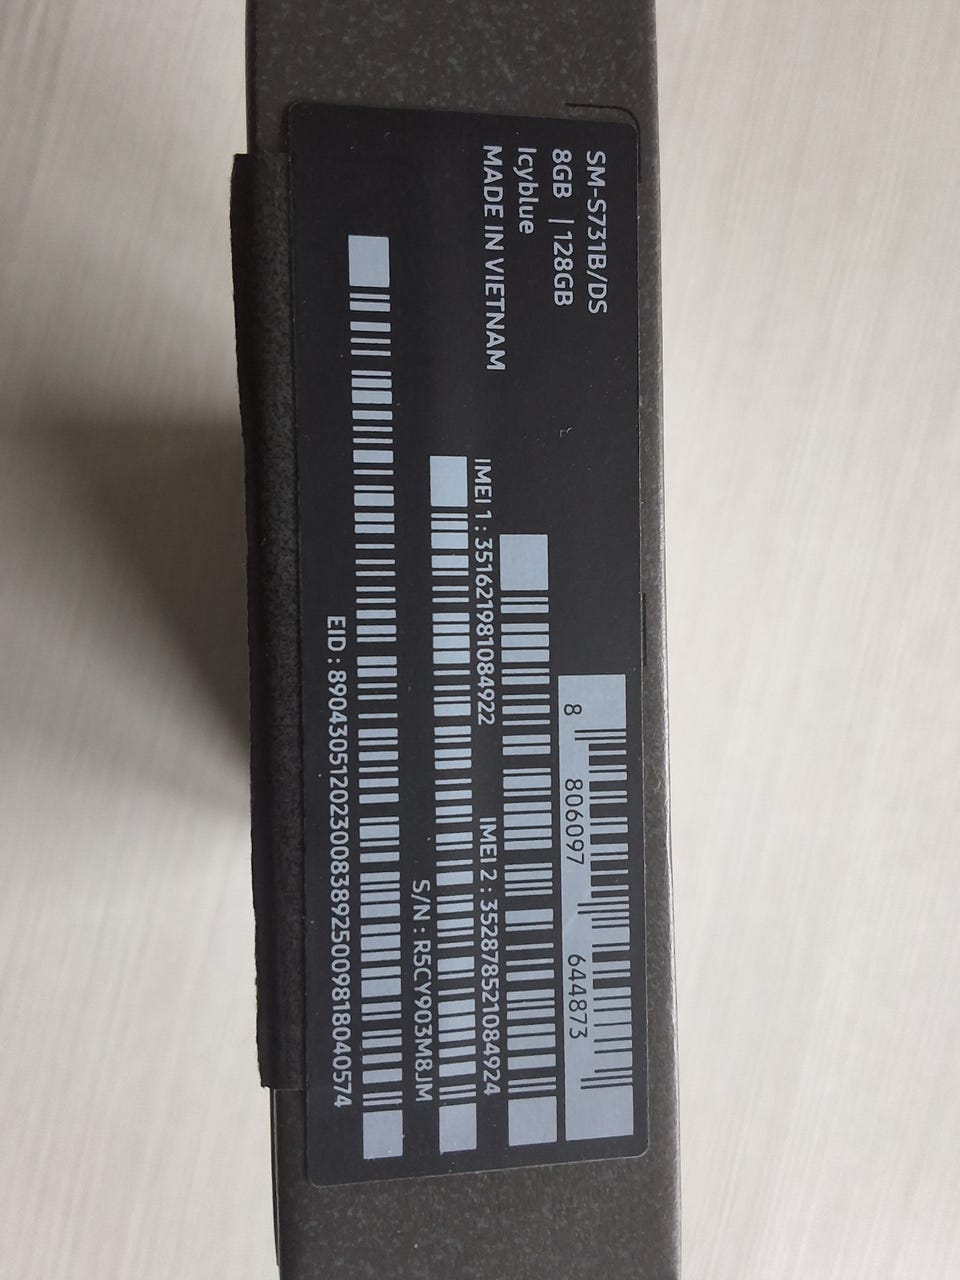 SM-S731B/DS
8GB | 128GB
Icyblue
MADE IN VIETNAM
8 806097 644873
IMEI 1 : 351621981084922
IMEI 2 : 352878521084924
S/N : R5CY903M8JM
EID : 89043051202300838925009818040574